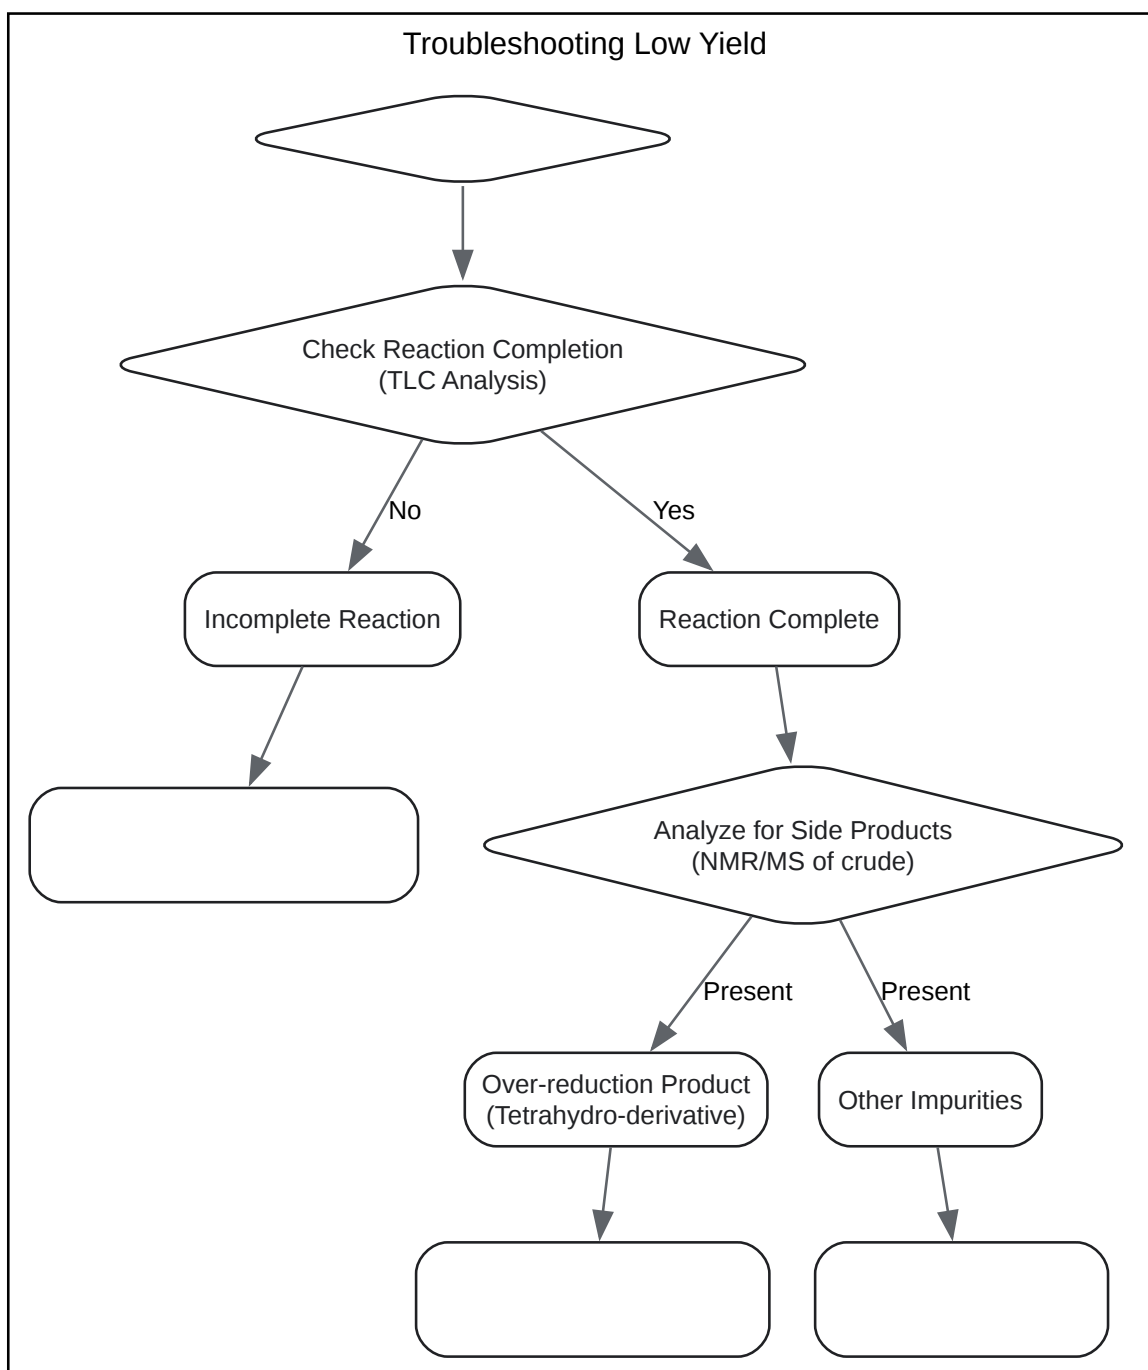 Troubleshooting Low Yield
Check Reaction Completion
(TLC Analysis)
No
Yes
Incomplete Reaction
Reaction Complete
Analyze for Side Products
(NMR/MS of crude)
Present
Present
Over-reduction Product
(Tetrahydro-derivative)
Other Impurities